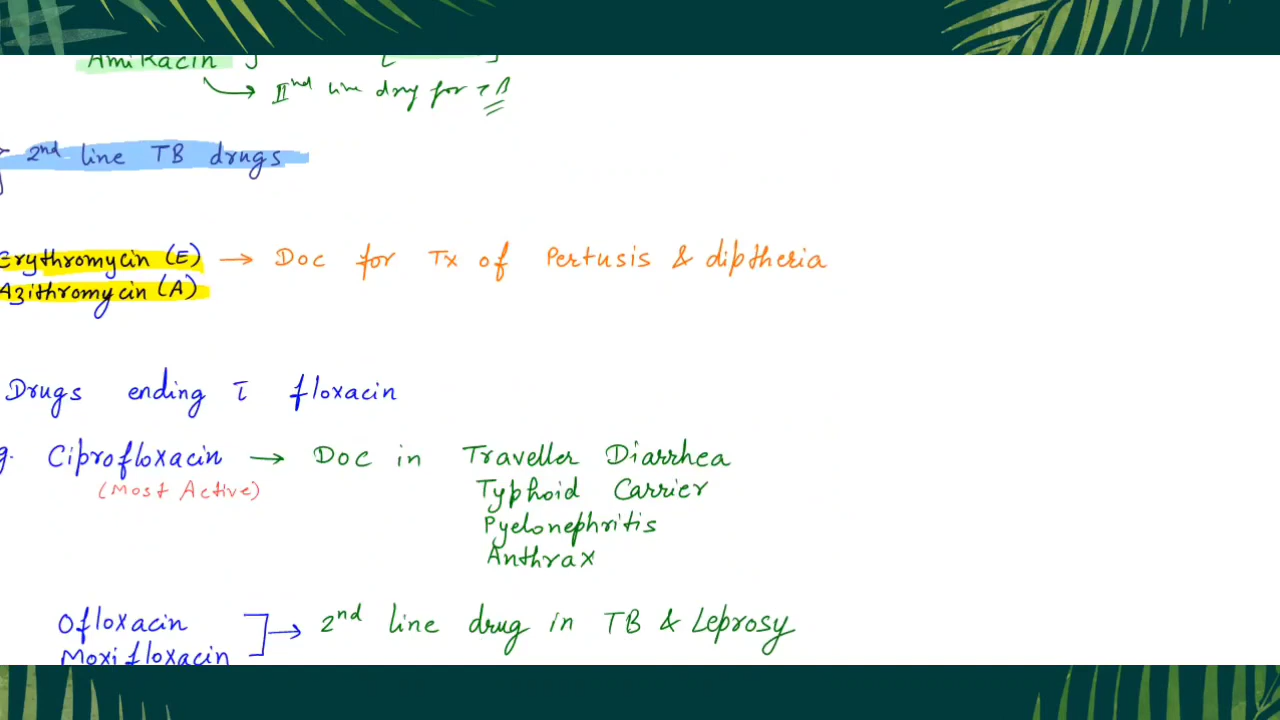 Amikacin
IInd line drug for TB
2nd line TB drugs
Erythromycin (E) → Doc for Tx of Pertusis & diptheria
Azithromycin (A)
Drugs ending c̄ floxacin
g. Ciprofloxacin → Doc in Traveller Diarrhea
(Most Active) Typhoid Carrier
Pyelonephritis
Anthrax
Ofloxacin → 2nd line drug in TB & Leprosy
Moxifloxacin